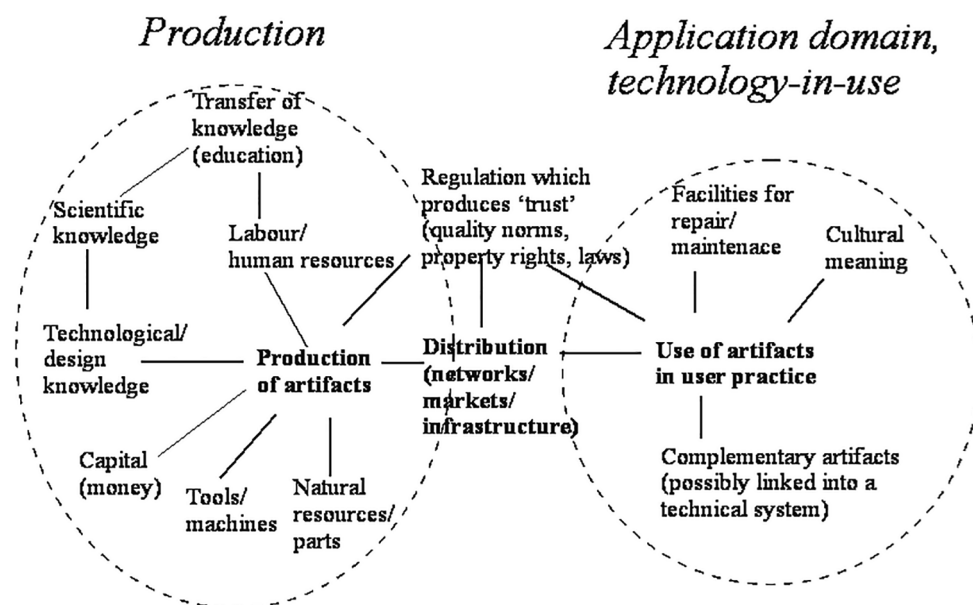 Production
Application domain,
technology-in-use
Transfer of
knowledge
(education)
Scientific
knowledge
Labour/
human resources
Regulation which
produces ‘trust’
(quality norms,
property rights, laws)
Facilities for
repair/
maintenace
Cultural
meaning
Technological/
design
knowledge
Production
of artifacts
Distribution
(networks/
markets/
infrastructure)
Use of artifacts
in user practice
Capital
(money)
Tools/
machines
Natural
resources/
parts
Complementary artifacts
(possibly linked into a
technical system)